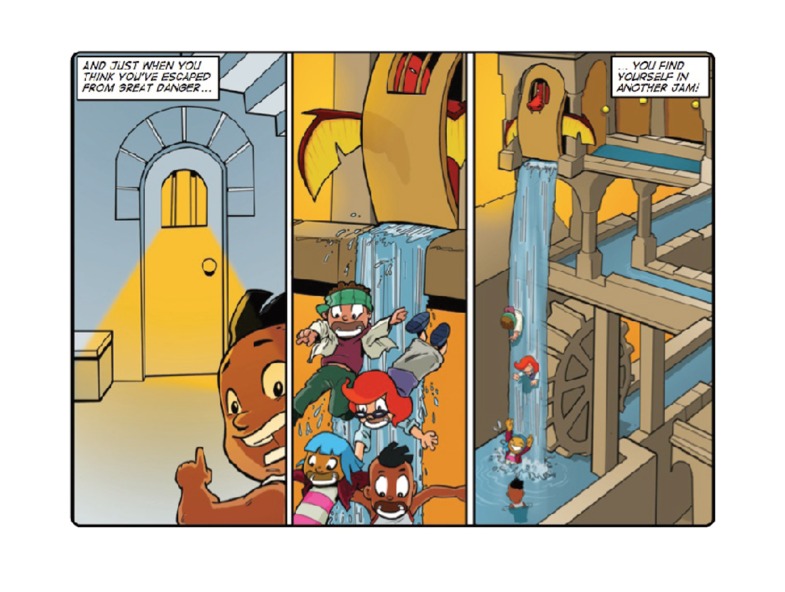 AND JUST WHEN YOU
THINK YOU'VE ESCAPED
FROM GREAT DANGER...
... YOU FIND
YOURSELF IN
ANOTHER JAM!